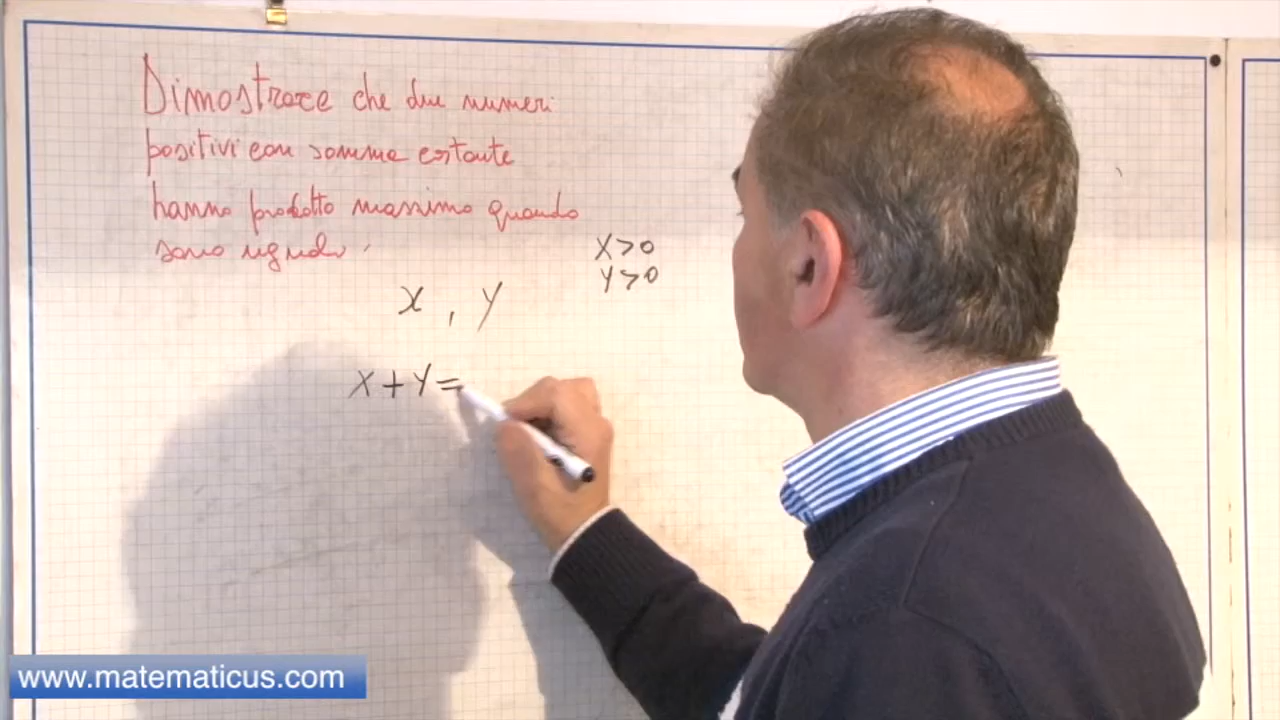 Dimostrare che due numeri
positivi con somma costante
hanno prodotto massimo quando
sono uguali.
X>0
Y>0
x , y
X+Y=
www.matematicus.com